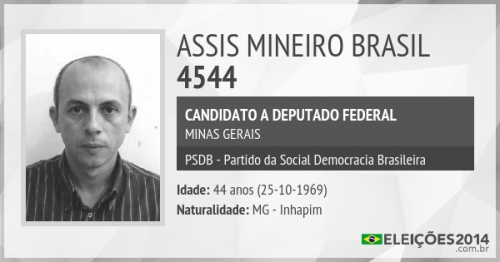 ASSIS MINEIRO BRASIL
4544
CANDIDATO A DEPUTADO FEDERAL
MINAS GERAIS
PSDB - Partido da Social Democracia Brasileira
Idade: 44 anos (25-10-1969)
Naturalidade: MG - Inhapim
ELEIÇÕES2014
.com.br